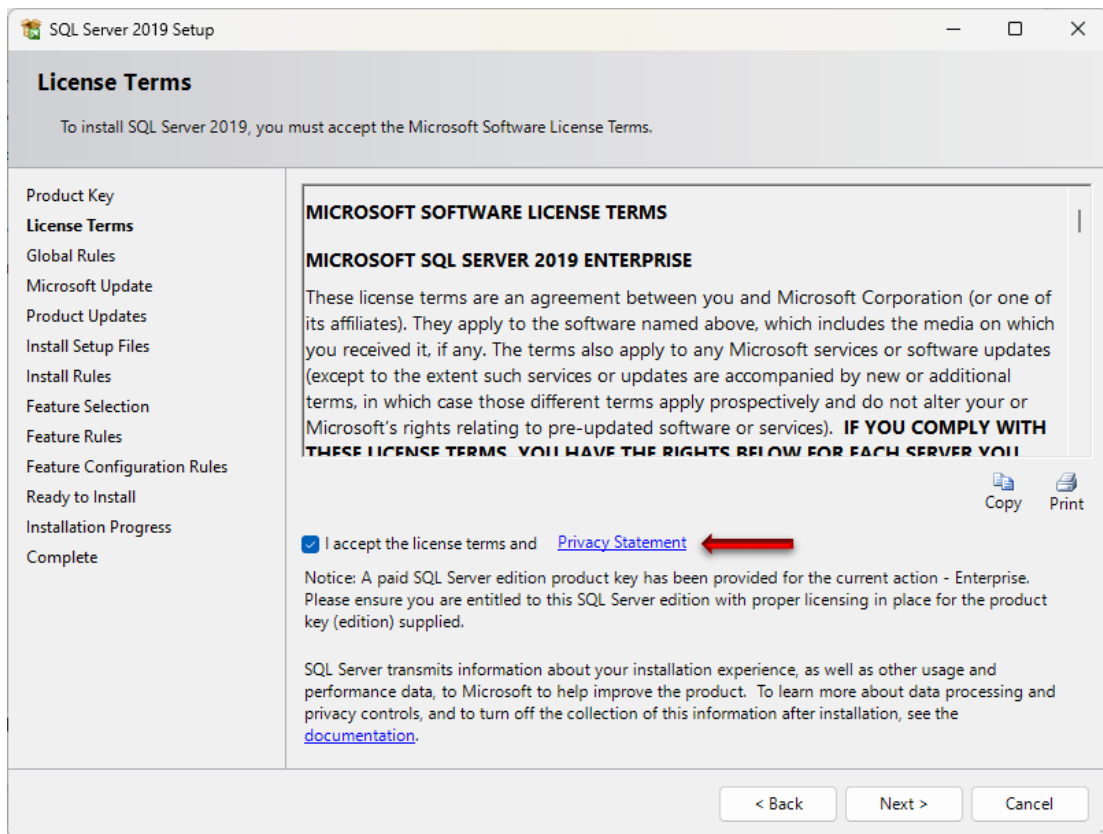 SQL Server 2019 Setup
License Terms
To install SQL Server 2019, you must accept the Microsoft Software License Terms.
Product Key
License Terms
Global Rules
Microsoft Update
Product Updates
Install Setup Files
Install Rules
Feature Selection
Feature Rules
Feature Configuration Rules
Ready to Install
Installation Progress
Complete
MICROSOFT SOFTWARE LICENSE TERMS
MICROSOFT SQL SERVER 2019 ENTERPRISE
These license terms are an agreement between you and Microsoft Corporation (or one of
its affiliates). They apply to the software named above, which includes the media on which
you received it, if any. The terms also apply to any Microsoft services or software updates
(except to the extent such services or updates are accompanied by new or additional
terms, in which case those different terms apply prospectively and do not alter your or
Microsoft's rights relating to pre-updated software or services). IF YOU COMPLY WITH
THESE LICENSE TERMS, YOU HAVE THE RIGHTS BELOW FOR EACH SERVER YOU
Copy Print
I accept the license terms and Privacy Statement
Notice: A paid SQL Server edition product key has been provided for the current action - Enterprise.
Please ensure you are entitled to this SQL Server edition with proper licensing in place for the product
key (edition) supplied.
SQL Server transmits information about your installation experience, as well as other usage and
performance data, to Microsoft to help improve the product. To learn more about data processing and
privacy controls, and to turn off the collection of this information after installation, see the
documentation.
< Back Next > Cancel